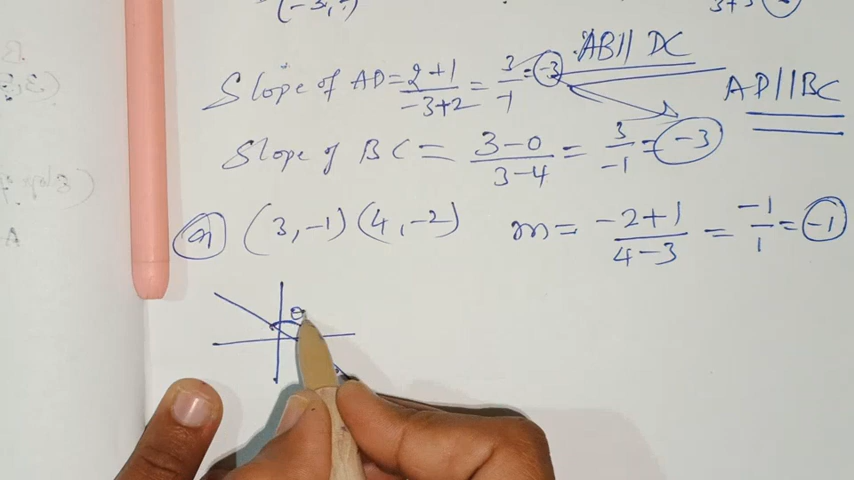 (-3,
AB // DC
Slope of AD = 2+1/-3+2 = 3/-1 = -3
AD // BC
Slope of BC = 3-0/3-4 = 3/-1 = -3
(3, -1) (4, -2) m = -2+1/4-3 = -1/1 = -1
θ